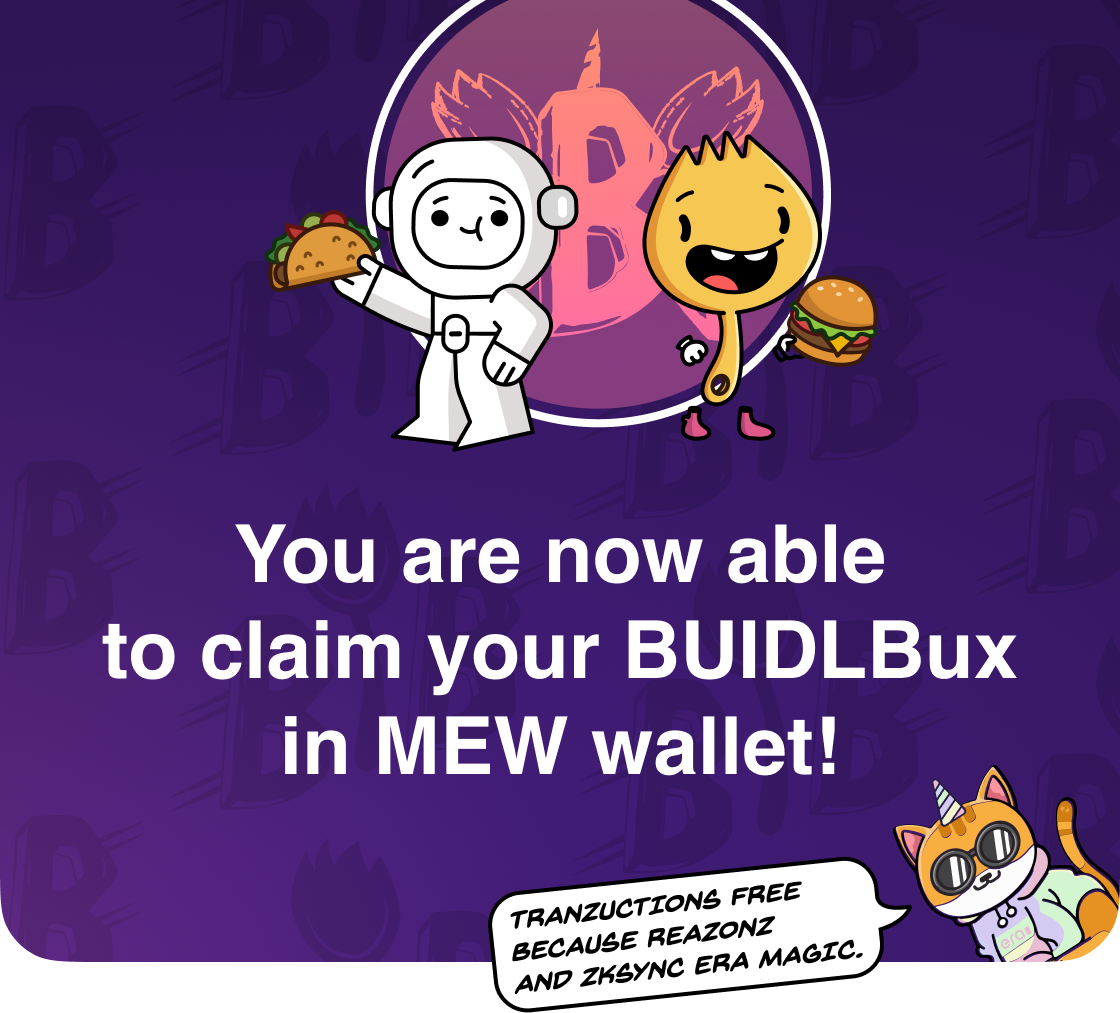 B
You are now able
to claim your BUIDLBux
in MEW wallet!
TRANZUCTIONS FREE
BECAUSE REAZONZ
AND ZKSYNC ERA MAGIC.
era